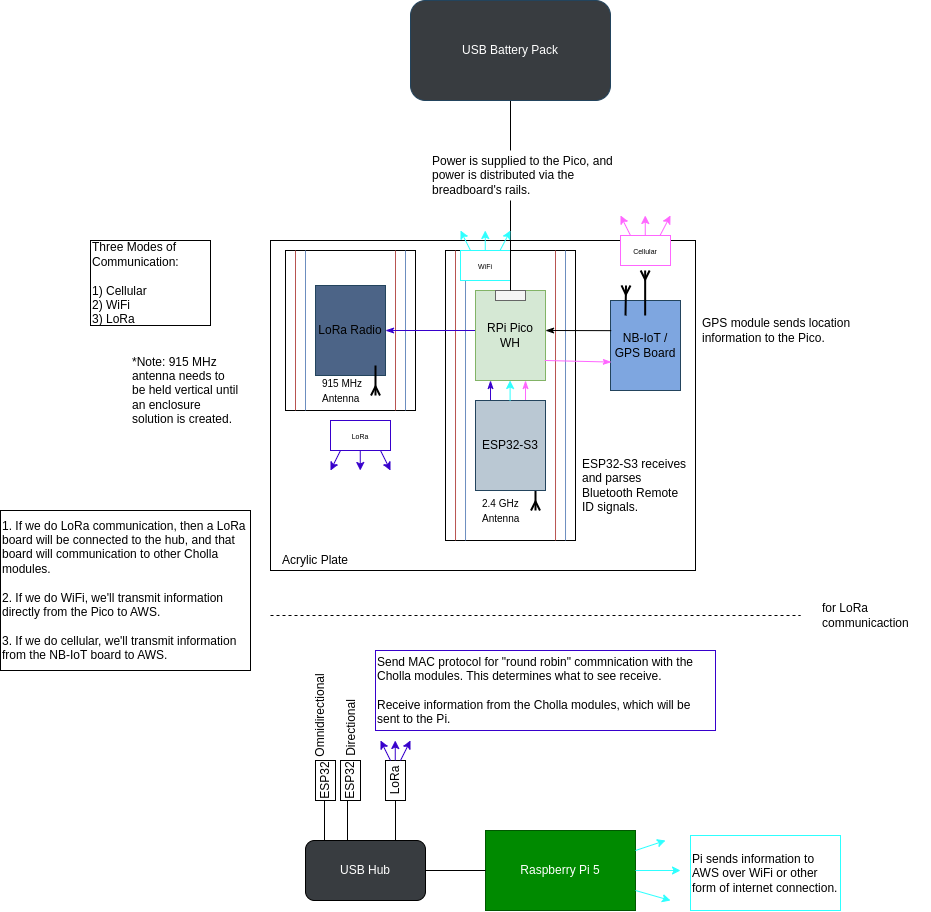 USB Battery Pack
Power is supplied to the Pico, and
power is distributed via the
breadboard's rails.
Three Modes of
Communication:
1) Cellular
2) WiFi
3) LoRa
WiFi
Cellular
LoRa Radio
RPi Pico
WH
NB-IoT /
GPS Board
GPS module sends location
information to the Pico.
*Note: 915 MHz
antenna needs to
be held vertical until
an enclosure
solution is created.
915 MHz
Antenna
LoRa
ESP32-S3
2.4 GHz
Antenna
ESP32-S3 receives
and parses
Bluetooth Remote
ID signals.
Acrylic Plate
1. If we do LoRa communication, then a LoRa
board will be connected to the hub, and that
board will communication to other Cholla
modules.
2. If we do WiFi, we'll transmit information
directly from the Pico to AWS.
3. If we do cellular, we'll transmit information
from the NB-IoT board to AWS.
for LoRa
communicaction
Send MAC protocol for "round robin" commnication with the
Cholla modules. This determines what to see receive.
Receive information from the Cholla modules, which will be
sent to the Pi.
Omnidirectional
Directional
ESP32
ESP32
LoRa
USB Hub
Raspberry Pi 5
Pi sends information to
AWS over WiFi or other
form of internet connection.